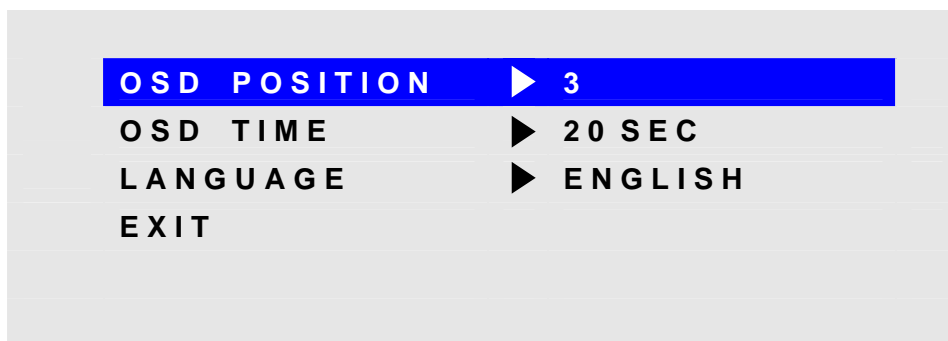 OSD POSITION ▶ 3
OSD TIME ▶ 20 SEC
LANGUAGE ▶ ENGLISH
EXIT